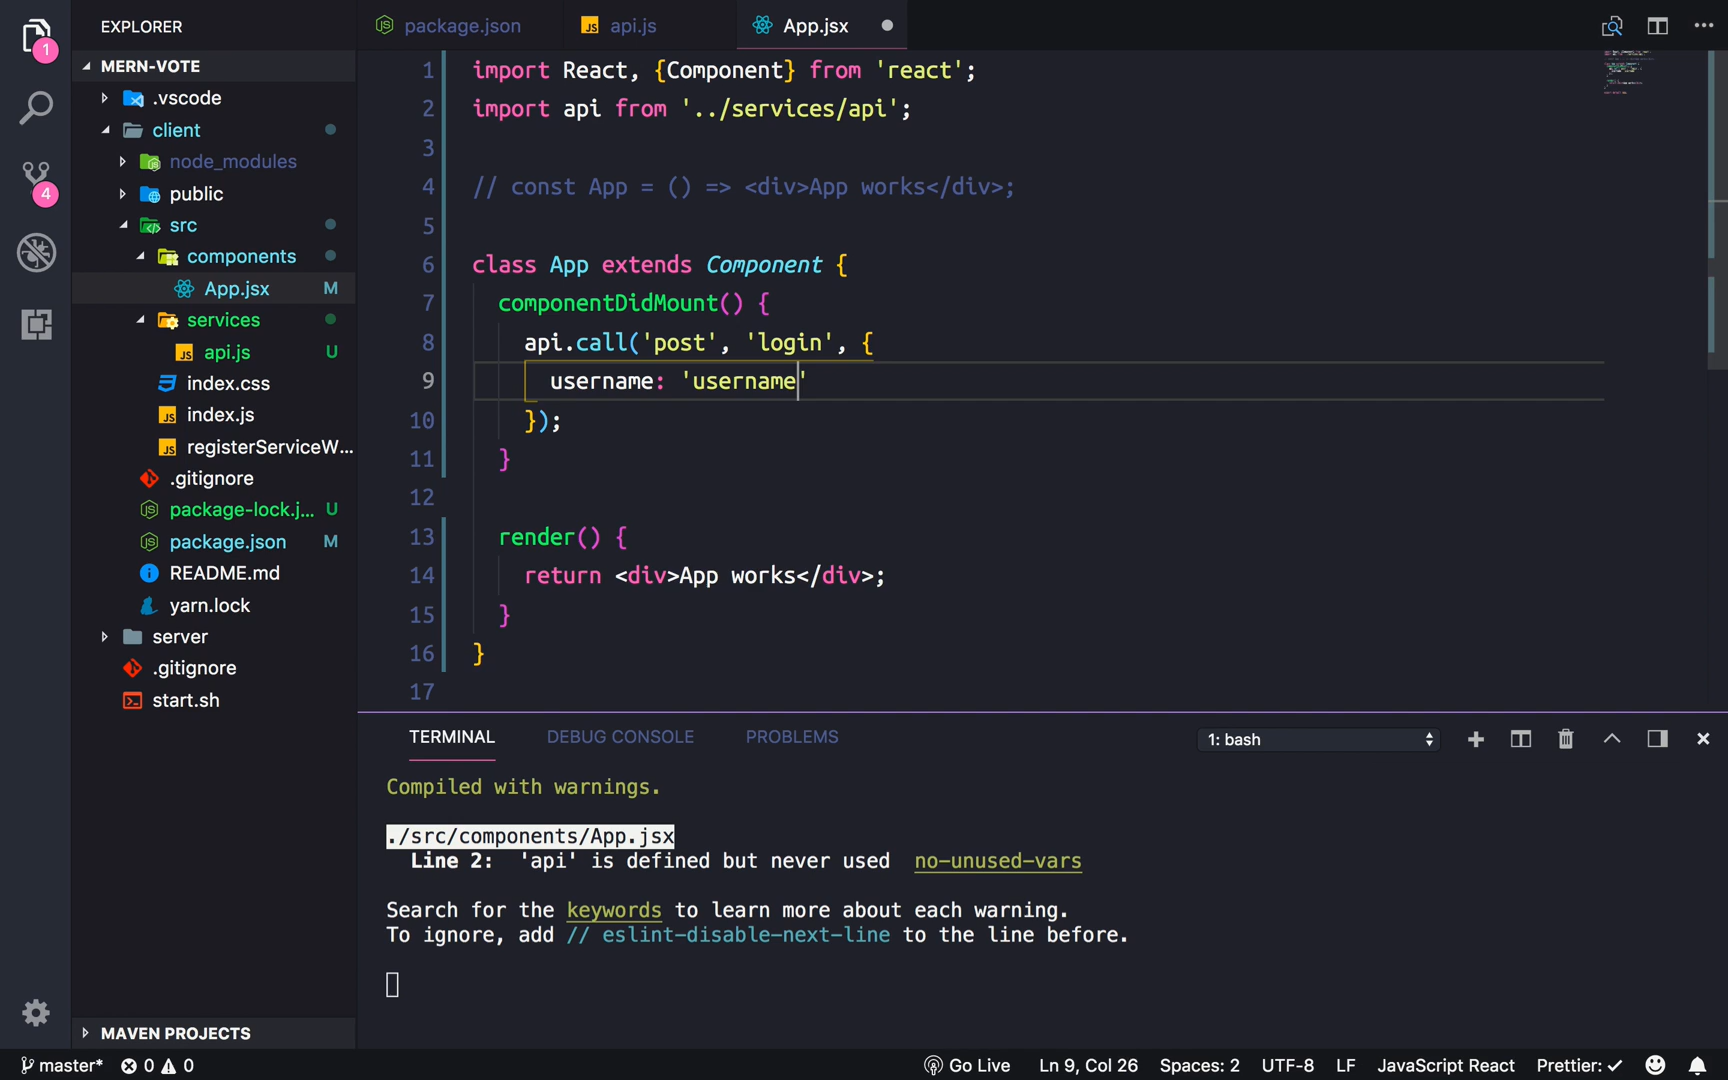 EXPLORER
package.json
api.js
App.jsx
1
MERN-VOTE
.vscode
client
node_modules
public
src
components
App.jsx M
services
api.js U
index.css
index.js
registerServiceW...
.gitignore
package-lock.j... U
package.json M
README.md
yarn.lock
server
.gitignore
start.sh
MAVEN PROJECTS
4
1 import React, {Component} from 'react';
2 import api from '../services/api';
3
4 // const App = () => <div>App works</div>;
5
6 class App extends Component {
7 componentDidMount() {
8 api.call('post', 'login', {
9 username: 'username'
10 });
11 }
12
13 render() {
14 return <div>App works</div>;
15 }
16 }
17
TERMINAL DEBUG CONSOLE PROBLEMS 1: bash
Compiled with warnings.
./src/components/App.jsx
Line 2: 'api' is defined but never used no-unused-vars
Search for the keywords to learn more about each warning.
To ignore, add // eslint-disable-next-line to the line before.
master* 0 0 Go Live Ln 9, Col 26 Spaces: 2 UTF-8 LF JavaScript React Prettier: ✓